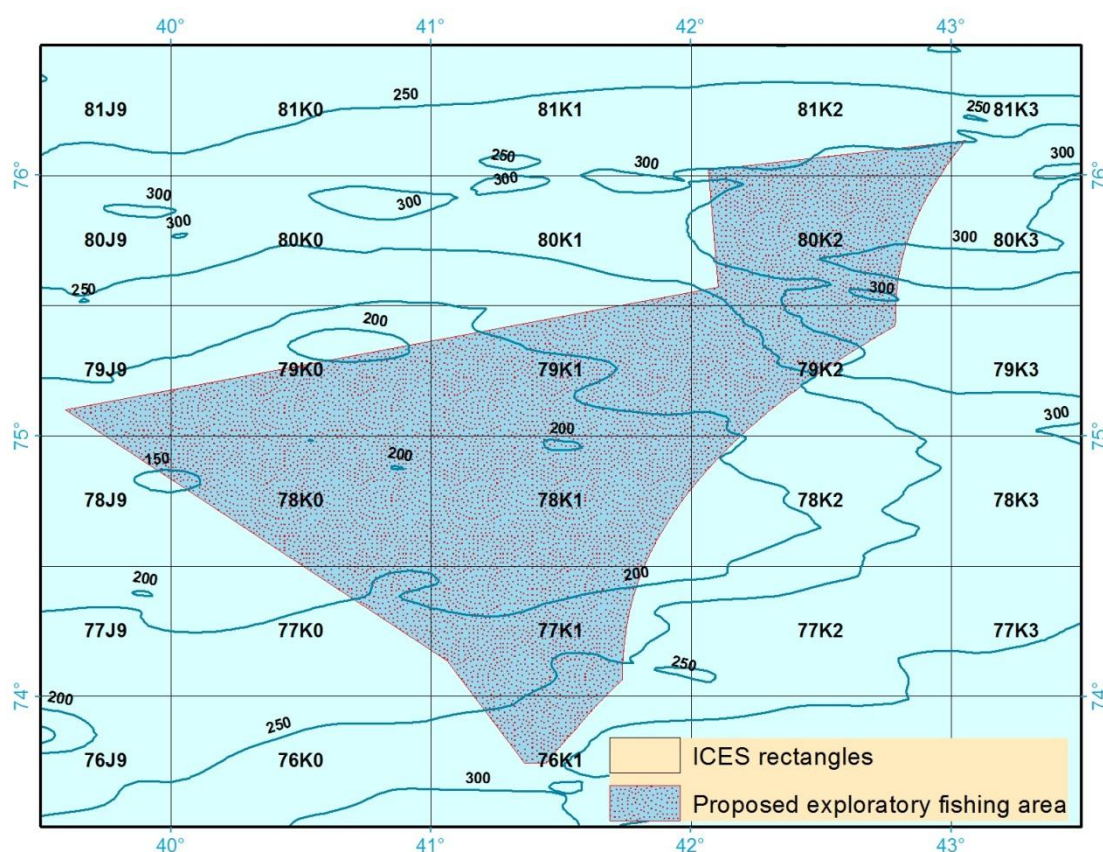 40° 41° 42° 43°
250
81J9 81K0 81K1 81K2 250 81K3
250 300 300
76° 300 76°
300 300
300
80J9 80K0 80K1 80K2 300 80K3
250 300
200
79J9 79K0 79K1 79K2 79K3
300
75° 200 75°
150 200
78J9 78K0 78K1 78K2 78K3
200 200
77J9 77K0 77K1 77K2 77K3
250
74° 200 74°
250
76J9 76K0 76K1 ICES rectangles
300 Proposed exploratory fishing area
40° 41° 42° 43°